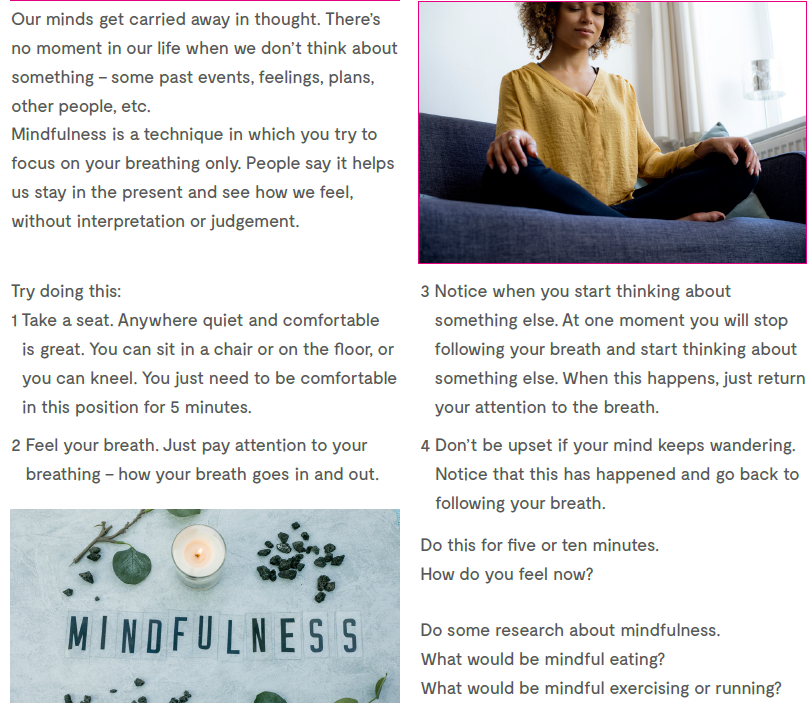 Our minds get carried away in thought. There's
no moment in our life when we don't think about
something – some past events, feelings, plans,
other people, etc.
Mindfulness is a technique in which you try to
focus on your breathing only. People say it helps
us stay in the present and see how we feel,
without interpretation or judgement.
Try doing this:
1 Take a seat. Anywhere quiet and comfortable
is great. You can sit in a chair or on the floor, or
you can kneel. You just need to be comfortable
in this position for 5 minutes.
2 Feel your breath. Just pay attention to your
breathing – how your breath goes in and out.
MINDFULNESS
3 Notice when you start thinking about
something else. At one moment you will stop
following your breath and start thinking about
something else. When this happens, just return
your attention to the breath.
4 Don't be upset if your mind keeps wandering.
Notice that this has happened and go back to
following your breath.
Do this for five or ten minutes.
How do you feel now?
Do some research about mindfulness.
What would be mindful eating?
What would be mindful exercising or running?